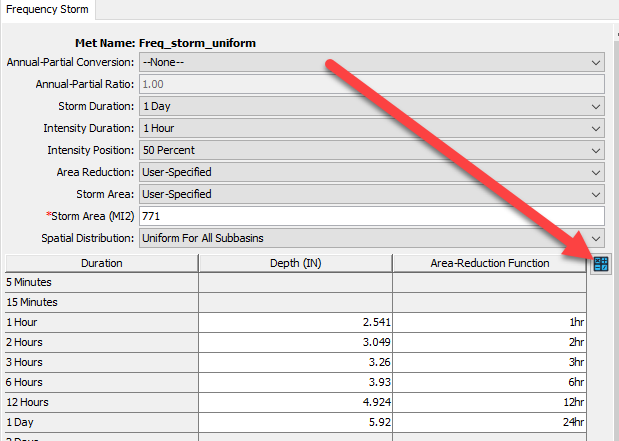 Frequency Storm
Met Name: Freq_storm_uniform
Annual-Partial Conversion: --None--
Annual-Partial Ratio: 1.00
Storm Duration: 1 Day
Intensity Duration: 1 Hour
Intensity Position: 50 Percent
Area Reduction: User-Specified
Storm Area: User-Specified
*Storm Area (MI2) 771
Spatial Distribution: Uniform For All Subbasins
Duration Depth (IN) Area-Reduction Function
5 Minutes
15 Minutes
1 Hour 2.541 1hr
2 Hours 3.049 2hr
3 Hours 3.26 3hr
6 Hours 3.93 6hr
12 Hours 4.924 12hr
1 Day 5.92 24hr